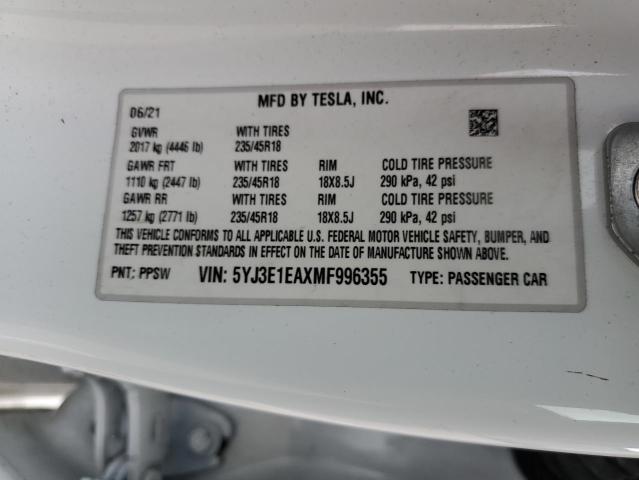 MFD BY TESLA, INC.
06/21
GVWR WITH TIRES
2017 kg (4446 lb) 235/45R18
GAWR FRT WITH TIRES RIM COLD TIRE PRESSURE
1110 kg (2447 lb) 235/45R18 18X8.5J 290 kPa, 42 psi
GAWR RR WITH TIRES RIM COLD TIRE PRESSURE
1257 kg (2771 lb) 235/45R18 18X8.5J 290 kPa, 42 psi
THIS VEHICLE CONFORMS TO ALL APPLICABLE U.S. FEDERAL MOTOR VEHICLE SAFETY, BUMPER, AND
THEFT PREVENTION STANDARDS IN EFFECT ON THE DATE OF MANUFACTURE SHOWN ABOVE.
PNT: PPSW VIN: 5YJ3E1EAXMF996355 TYPE: PASSENGER CAR